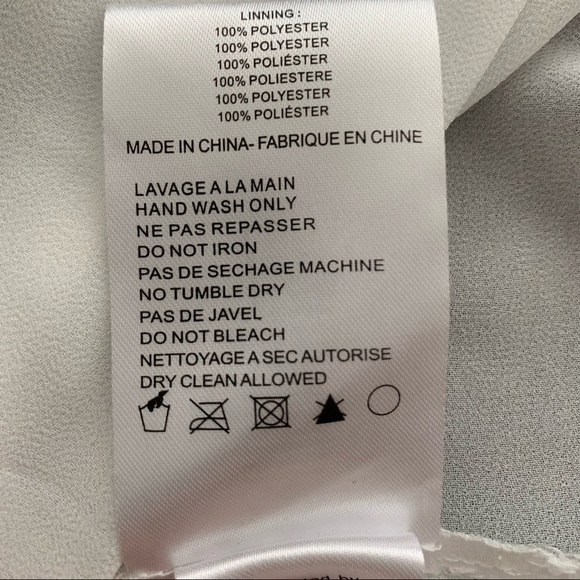 LINNING :
100% POLYESTER
100% POLYESTER
100% POLIÉSTER
100% POLIESTERE
100% POLYESTER
100% POLIÉSTER
MADE IN CHINA- FABRIQUE EN CHINE
LAVAGE A LA MAIN
HAND WASH ONLY
NE PAS REPASSER
DO NOT IRON
PAS DE SECHAGE MACHINE
NO TUMBLE DRY
PAS DE JAVEL
DO NOT BLEACH
NETTOYAGE A SEC AUTORISE
DRY CLEAN ALLOWED
by